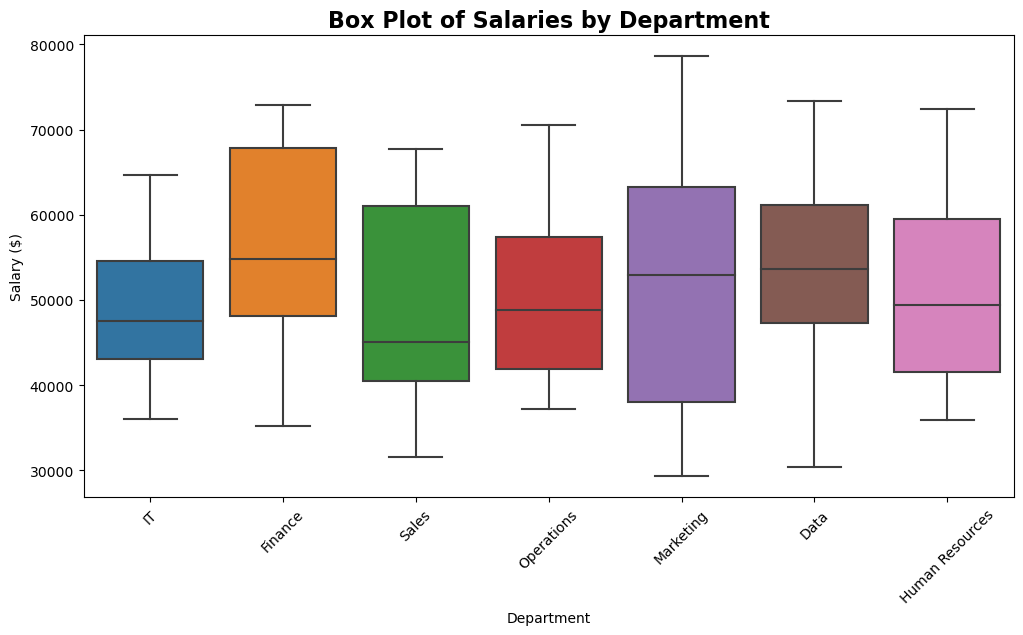 Box Plot of Salaries by Department
80000
70000
60000
50000
40000
30000
Salary ($)
IT
Finance
Sales
Operations
Marketing
Data
Human Resources
Department